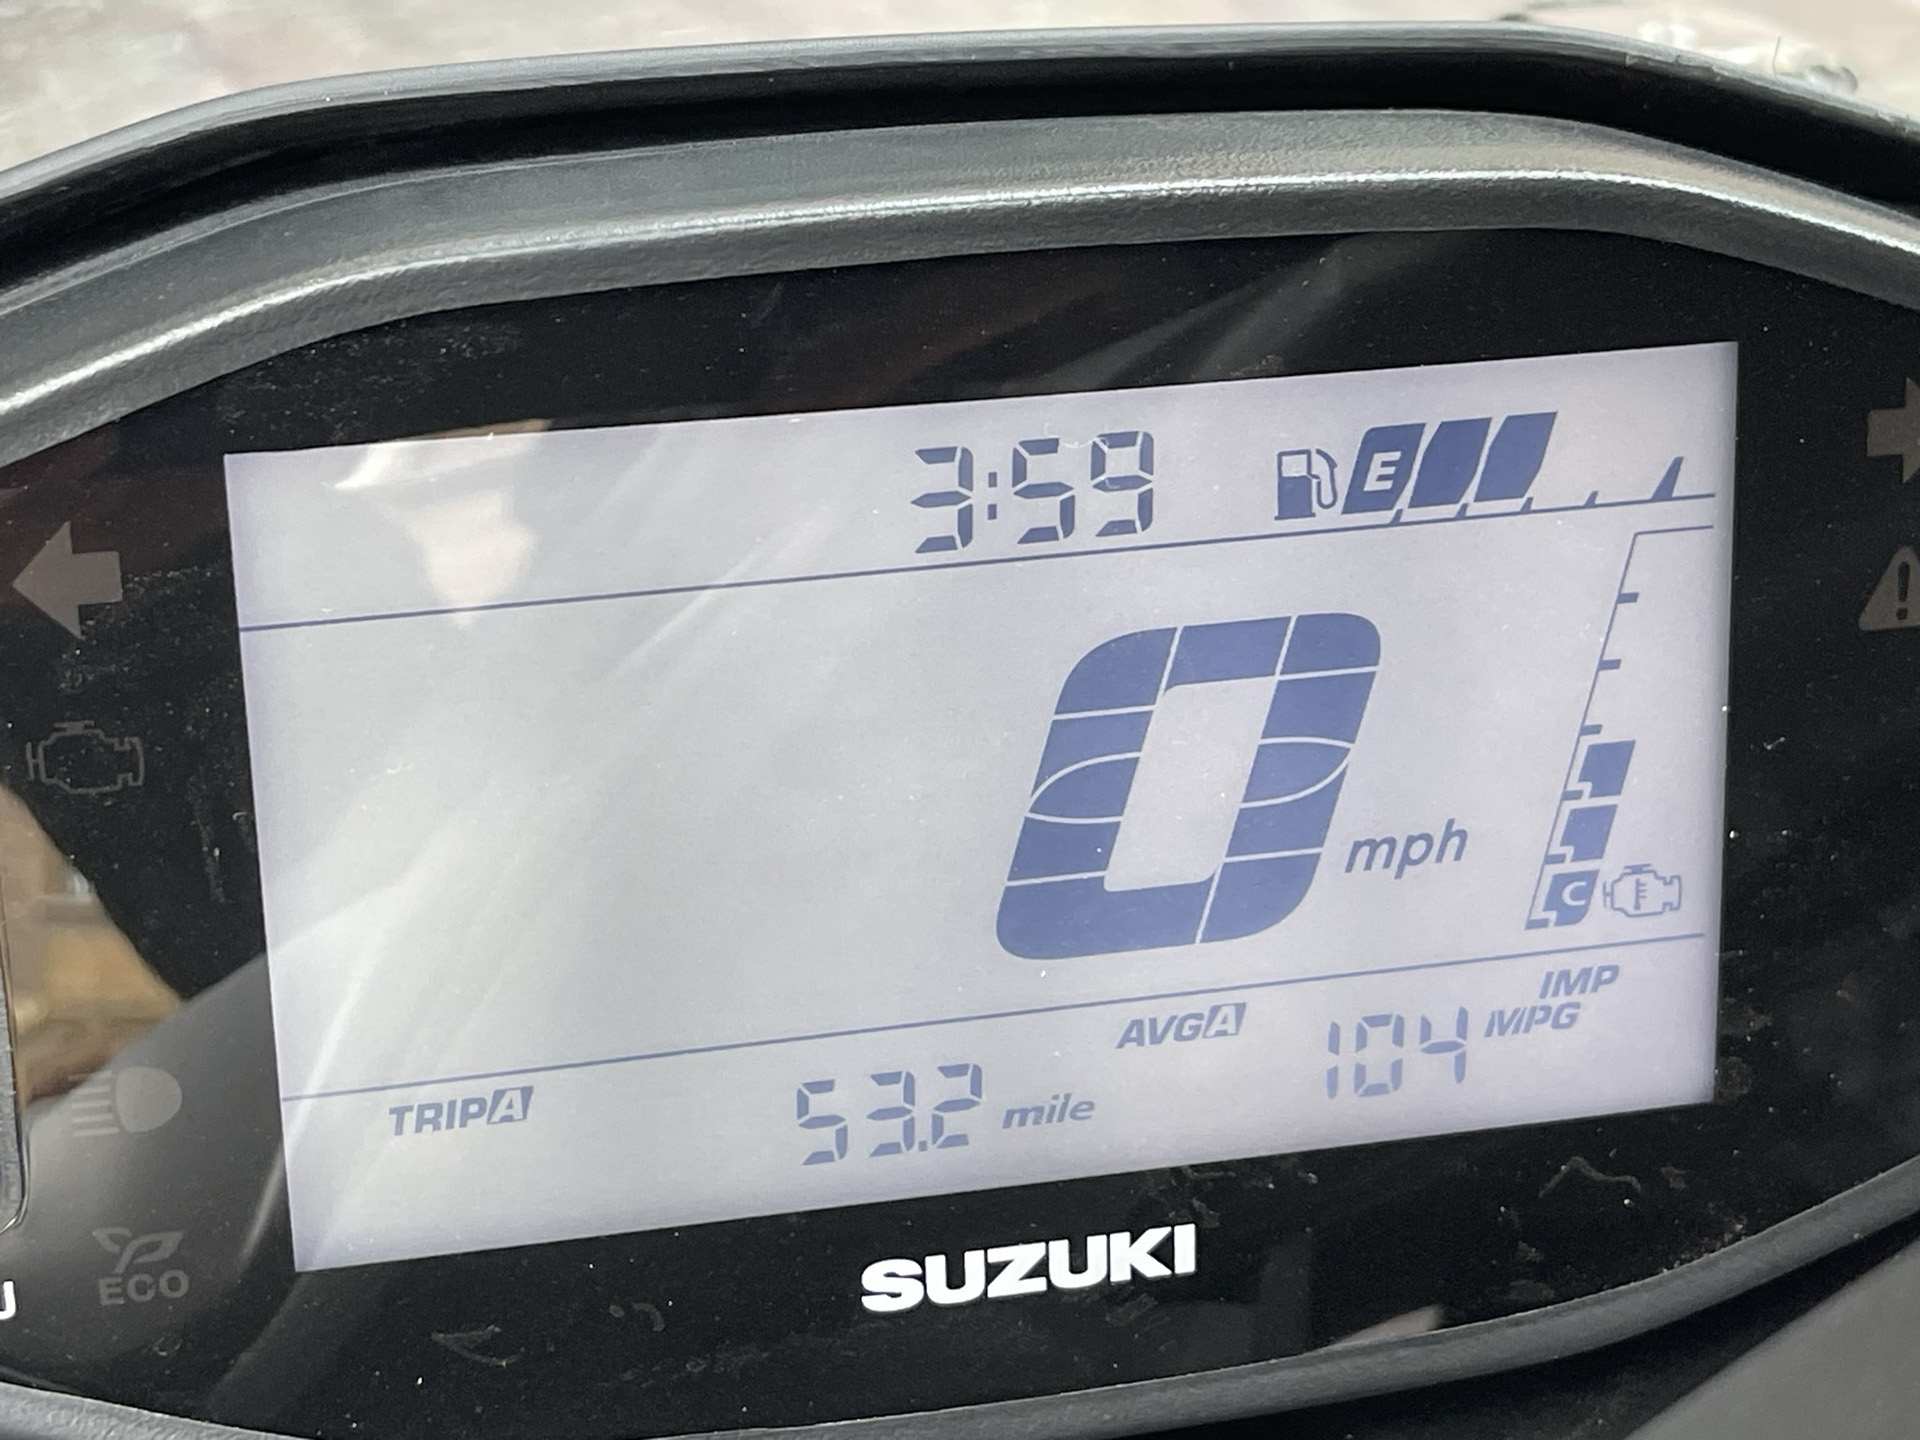 3:59 E
0 mph
C
AVG A 104 IMP MPG
TRIP A 53.2 mile
SUZUKI
ECO